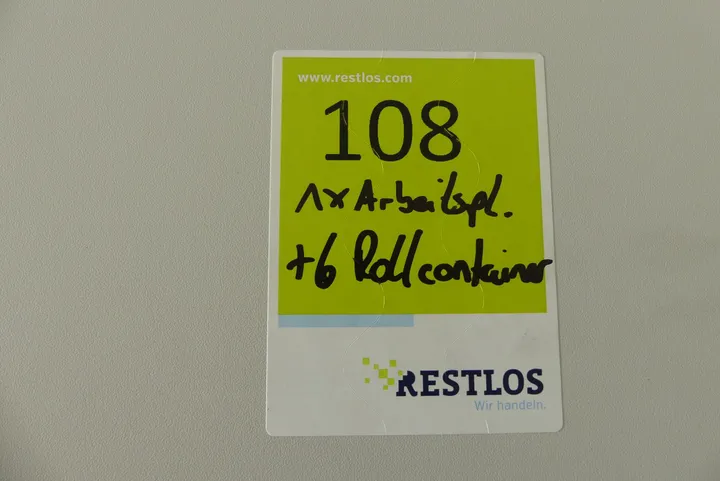 www.restlos.com
108
1x Arbeitspl.
+6 Rollcontainer
RESTLOS
Wir handeln.